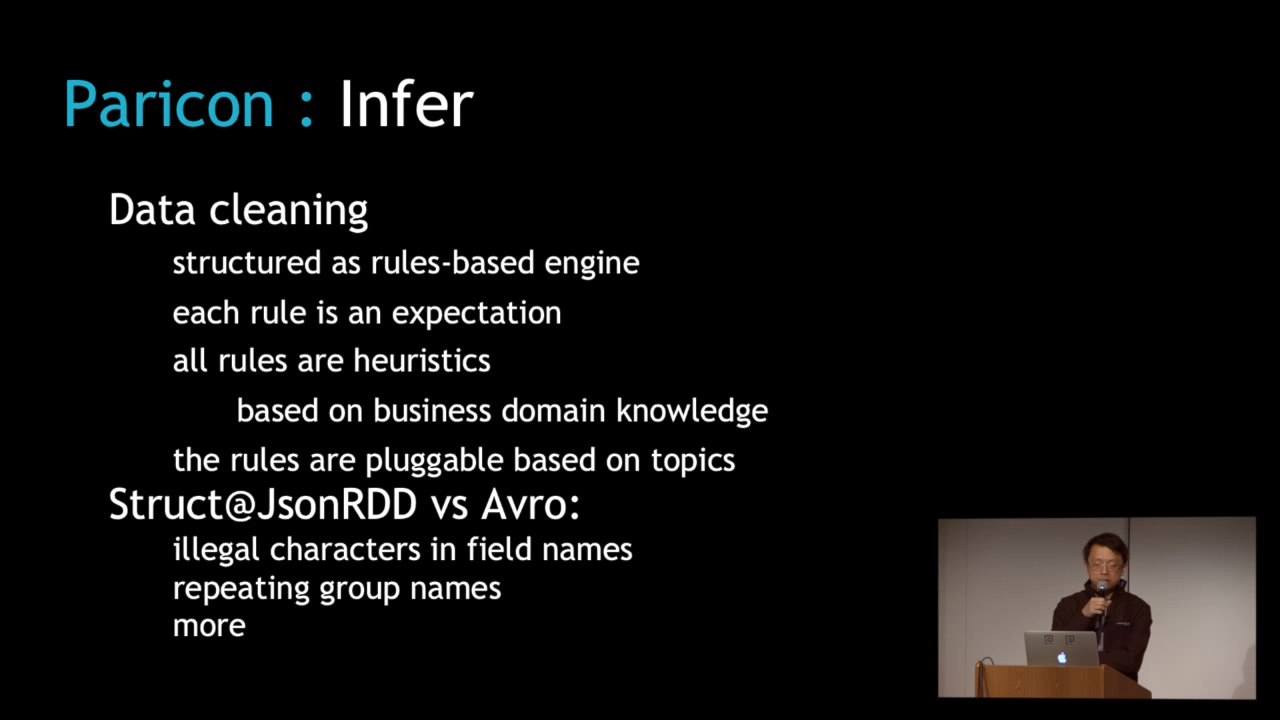 Paricon : Infer
Data cleaning
structured as rules-based engine
each rule is an expectation
all rules are heuristics
based on business domain knowledge
the rules are pluggable based on topics
Struct@JsonRDD vs Avro:
illegal characters in field names
repeating group names
more